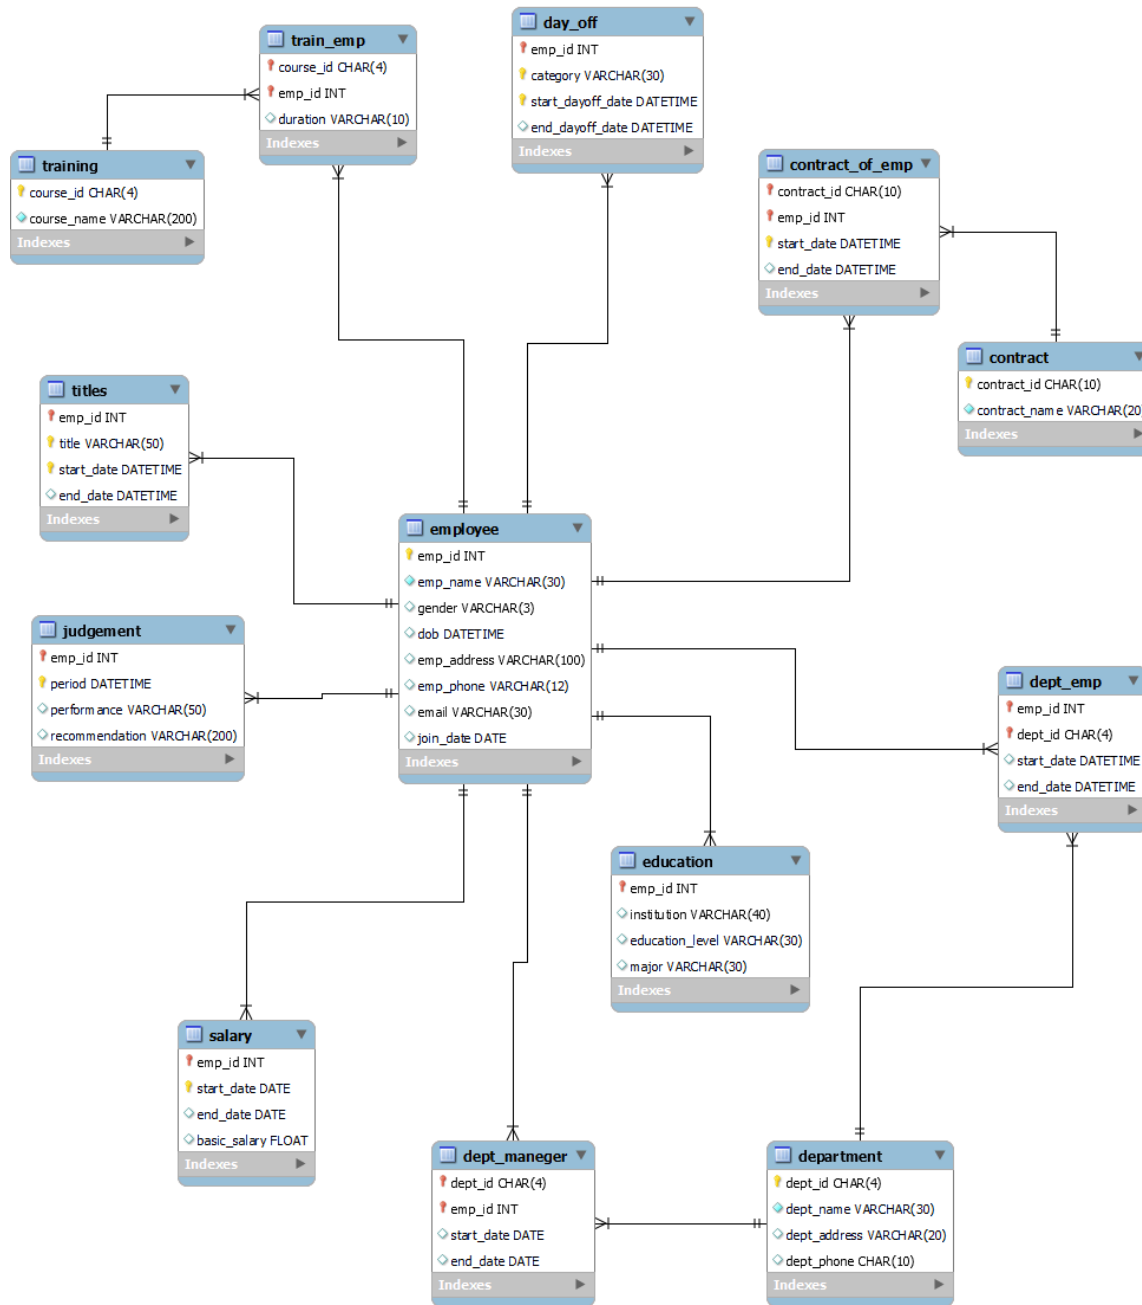 train_emp
course_id CHAR(4)
emp_id INT
duration VARCHAR(10)
Indexes
day_off
emp_id INT
category VARCHAR(30)
start_dayoff_date DATETIME
end_dayoff_date DATETIME
Indexes
training
course_id CHAR(4)
course_name VARCHAR(200)
Indexes
contract_of_emp
contract_id CHAR(10)
emp_id INT
start_date DATETIME
end_date DATETIME
Indexes
contract
contract_id CHAR(10)
contract_name VARCHAR(20)
Indexes
titles
emp_id INT
title VARCHAR(50)
start_date DATETIME
end_date DATETIME
Indexes
employee
emp_id INT
emp_name VARCHAR(30)
gender VARCHAR(3)
dob DATETIME
emp_address VARCHAR(100)
emp_phone VARCHAR(12)
email VARCHAR(30)
join_date DATE
Indexes
judgement
emp_id INT
period DATETIME
performance VARCHAR(50)
recommendation VARCHAR(200)
Indexes
dept_emp
emp_id INT
dept_id CHAR(4)
start_date DATETIME
end_date DATETIME
Indexes
education
emp_id INT
institution VARCHAR(40)
education_level VARCHAR(30)
major VARCHAR(30)
Indexes
salary
emp_id INT
start_date DATE
end_date DATE
basic_salary FLOAT
Indexes
dept_maneger
dept_id CHAR(4)
emp_id INT
start_date DATE
end_date DATE
Indexes
department
dept_id CHAR(4)
dept_name VARCHAR(30)
dept_address VARCHAR(20)
dept_phone CHAR(10)
Indexes